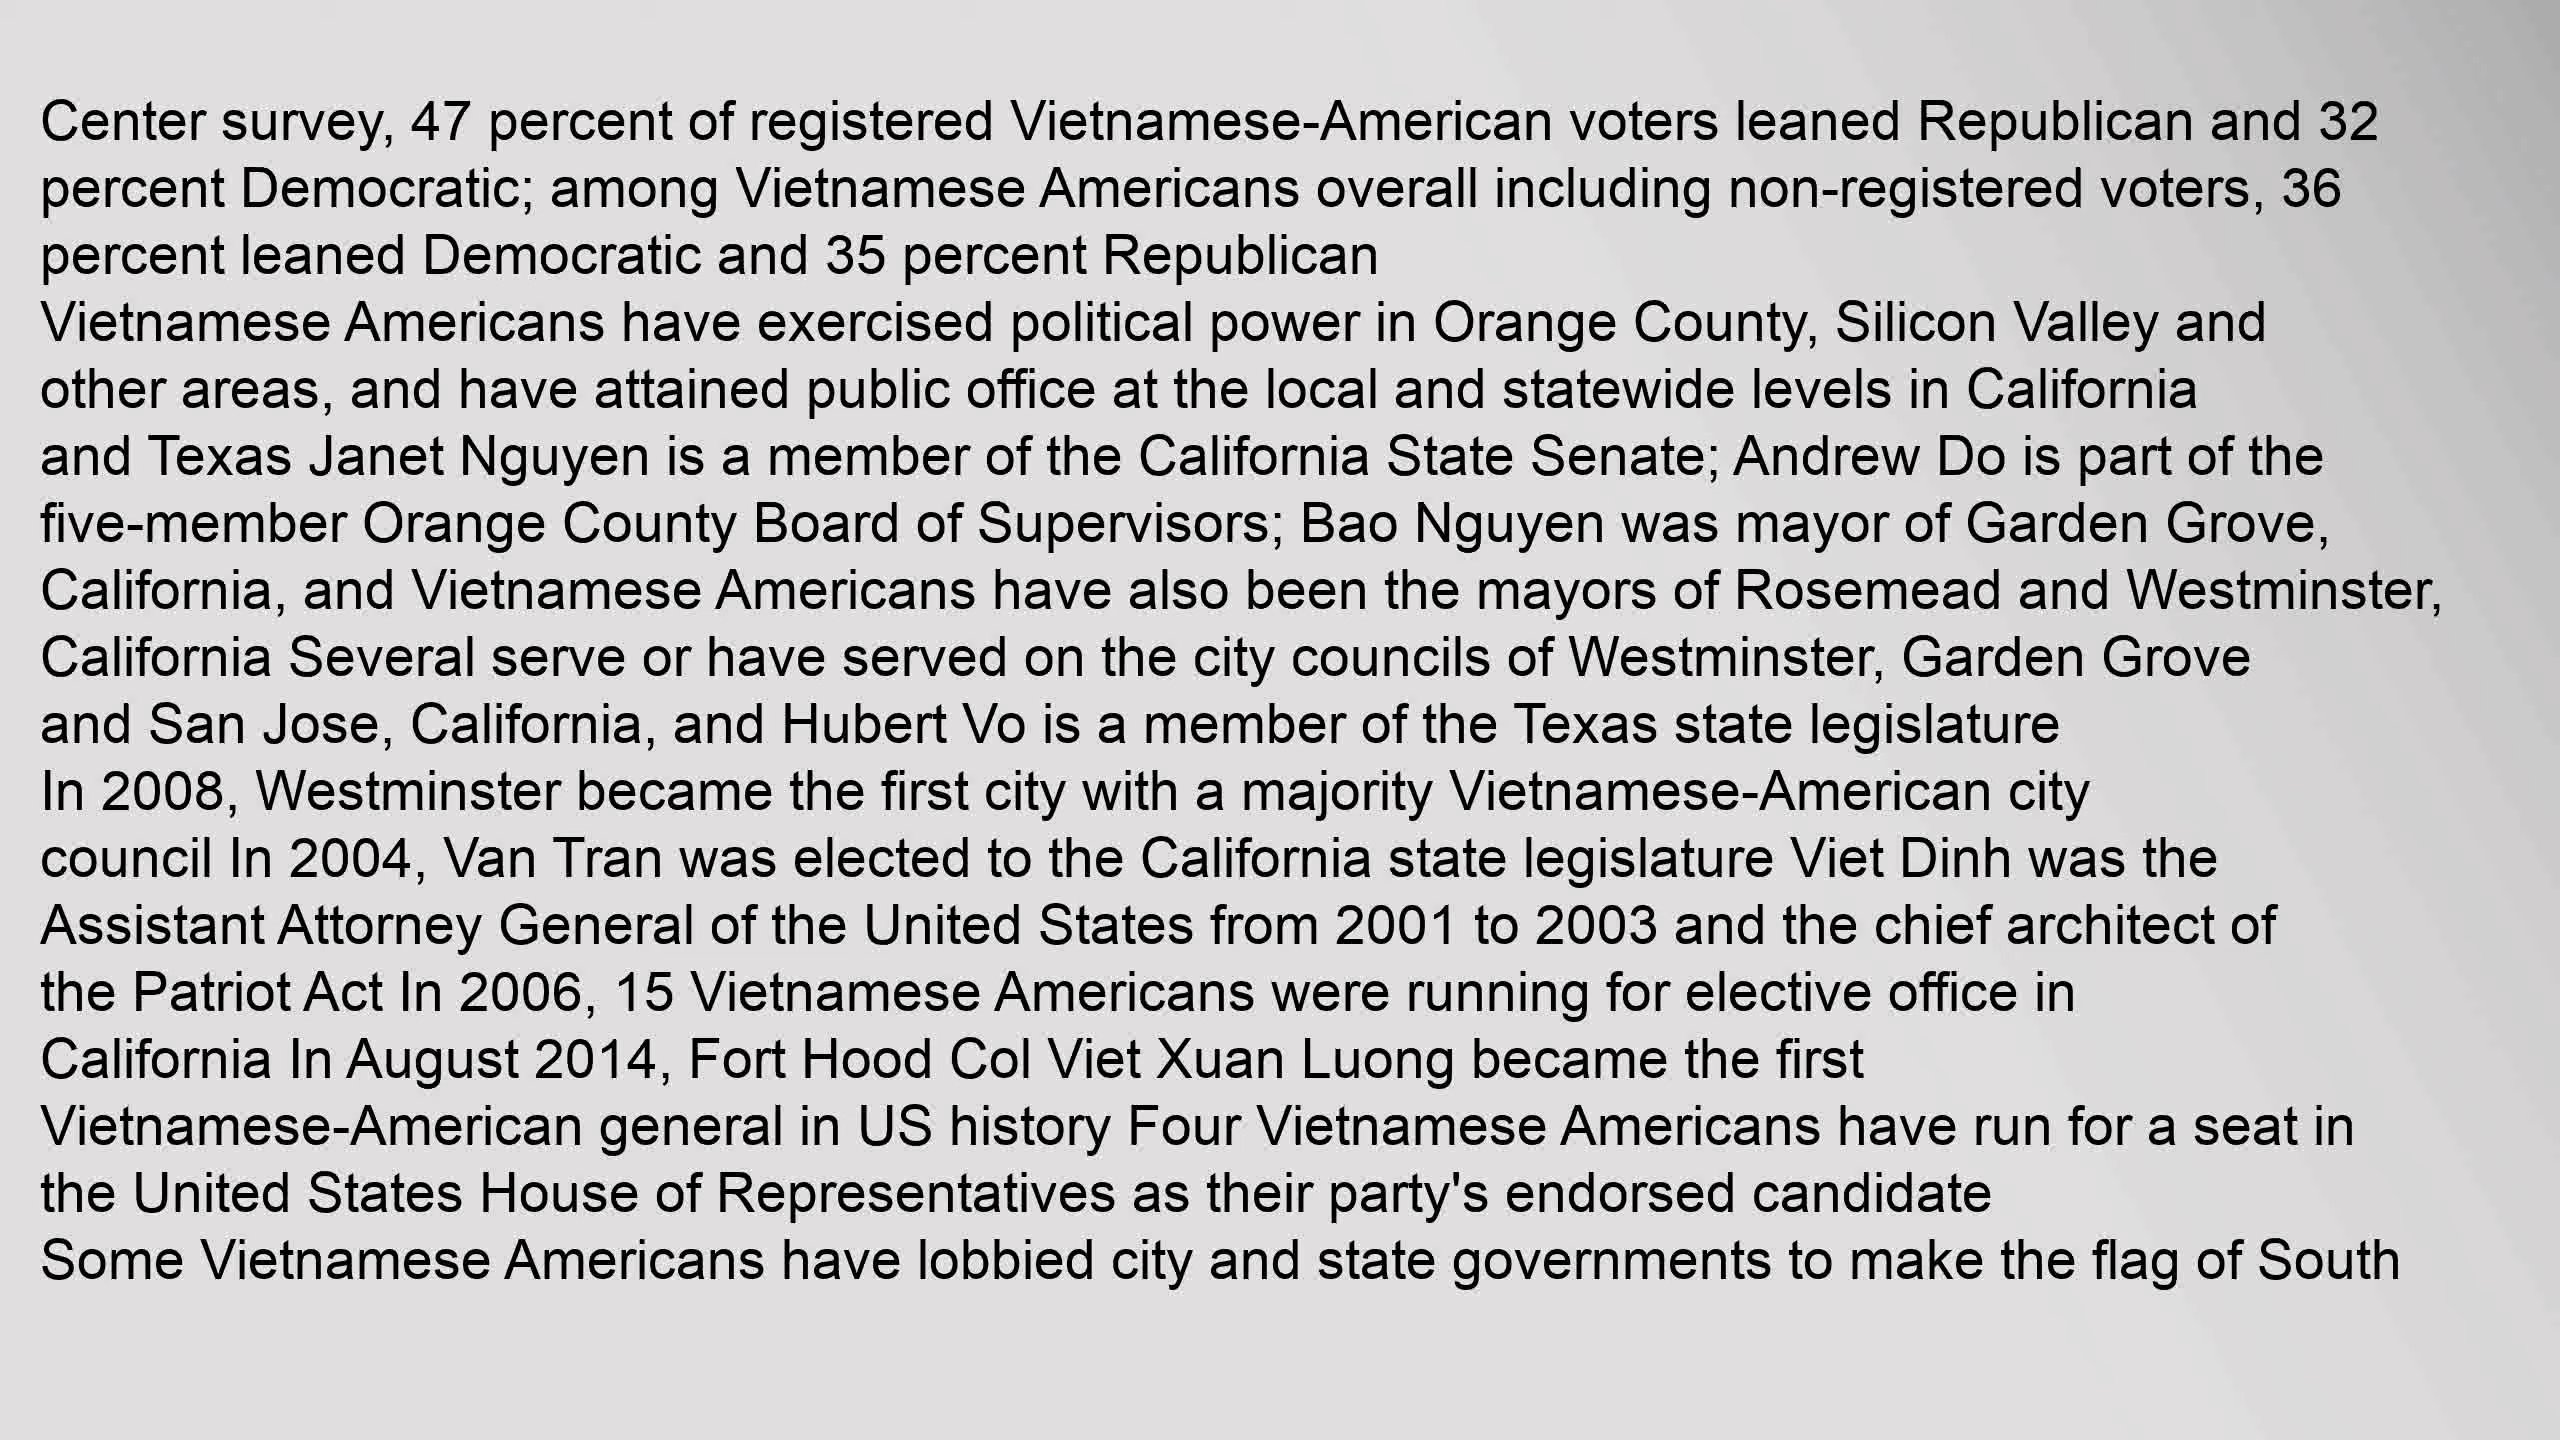 Center survey, 47 percent of registered Vietnamese-American voters leaned Republican and 32
percent Democratic; among Vietnamese Americans overall including non-registered voters, 36
percent leaned Democratic and 35 percent Republican
Vietnamese Americans have exercised political power in Orange County, Silicon Valley and
other areas, and have attained public office at the local and statewide levels in California
and Texas Janet Nguyen is a member of the California State Senate; Andrew Do is part of the
five-member Orange County Board of Supervisors; Bao Nguyen was mayor of Garden Grove,
California, and Vietnamese Americans have also been the mayors of Rosemead and Westminster,
California Several serve or have served on the city councils of Westminster, Garden Grove
and San Jose, California, and Hubert Vo is a member of the Texas state legislature
In 2008, Westminster became the first city with a majority Vietnamese-American city
council In 2004, Van Tran was elected to the California state legislature Viet Dinh was the
Assistant Attorney General of the United States from 2001 to 2003 and the chief architect of
the Patriot Act In 2006, 15 Vietnamese Americans were running for elective office in
California In August 2014, Fort Hood Col Viet Xuan Luong became the first
Vietnamese-American general in US history Four Vietnamese Americans have run for a seat in
the United States House of Representatives as their party's endorsed candidate
Some Vietnamese Americans have lobbied city and state governments to make the flag of South